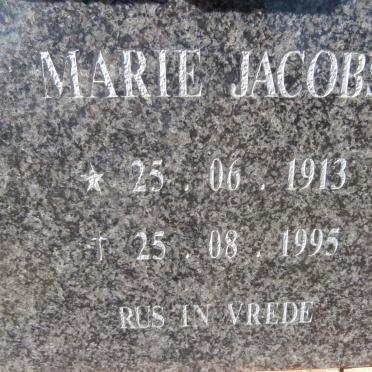 MARIE JACOBS
★ 25 . 06 . 1913
† 25 . 08 . 1995
RUS IN VREDE